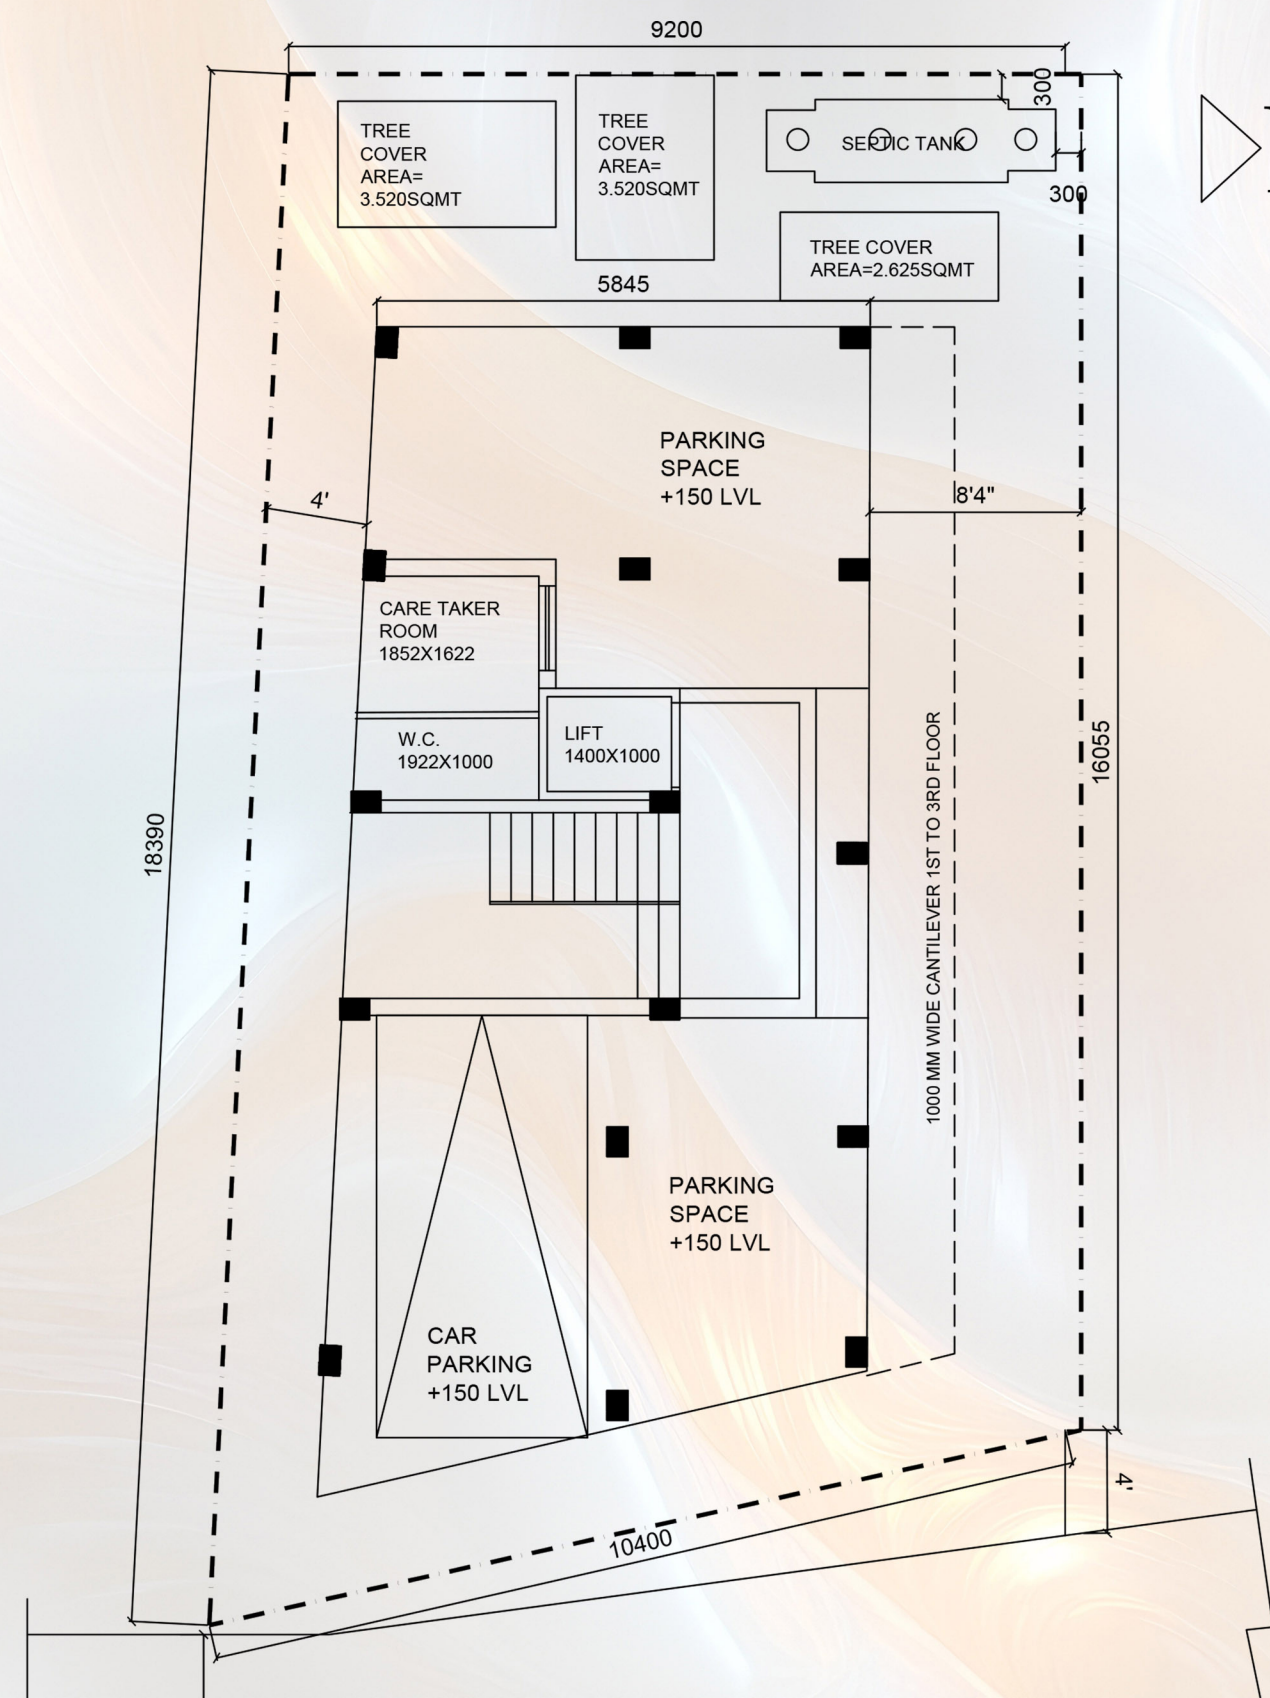 9200
300
TREE
COVER
AREA=
3.520SQMT
TREE
COVER
AREA=
3.520SQMT
SEPTIC TANK
300
TREE COVER
AREA=2.625SQMT
5845
PARKING
SPACE
+150 LVL
4'
8'4"
CARE TAKER
ROOM
1852X1622
W.C.
1922X1000
LIFT
1400X1000
1000 MM WIDE CANTILEVER 1ST TO 3RD FLOOR
16055
18390
PARKING
SPACE
+150 LVL
CAR
PARKING
+150 LVL
4'
10400